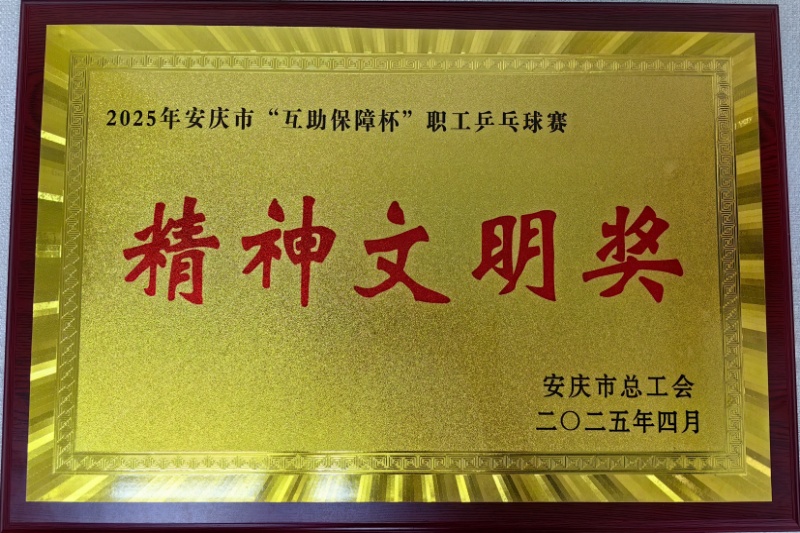 2025年安庆市“互助保障杯”职工乒乓球赛
精神文明奖
安庆市总工会
二〇二五年四月